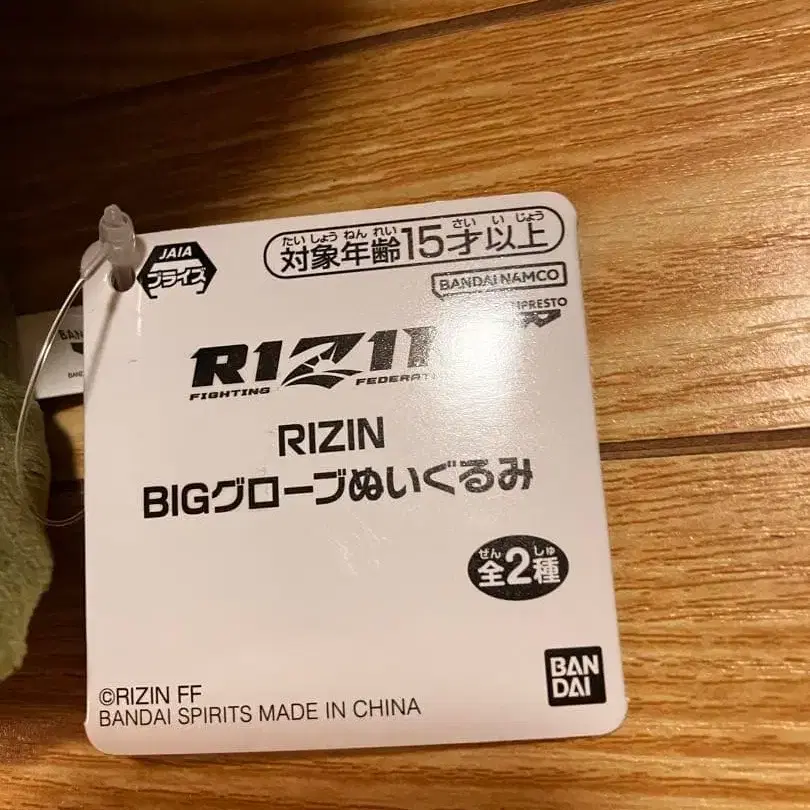 JAIA
プライズ
たいしょうねんれい さいいじょう
対象年齢15才以上
BANDAI NAMCO
FIGHTING
RIZIN
BIGグローブぬいぐるみ
ぜん しゅ
全2種
BAN
DAI
©RIZIN FF
BANDAI SPIRITS MADE IN CHINA